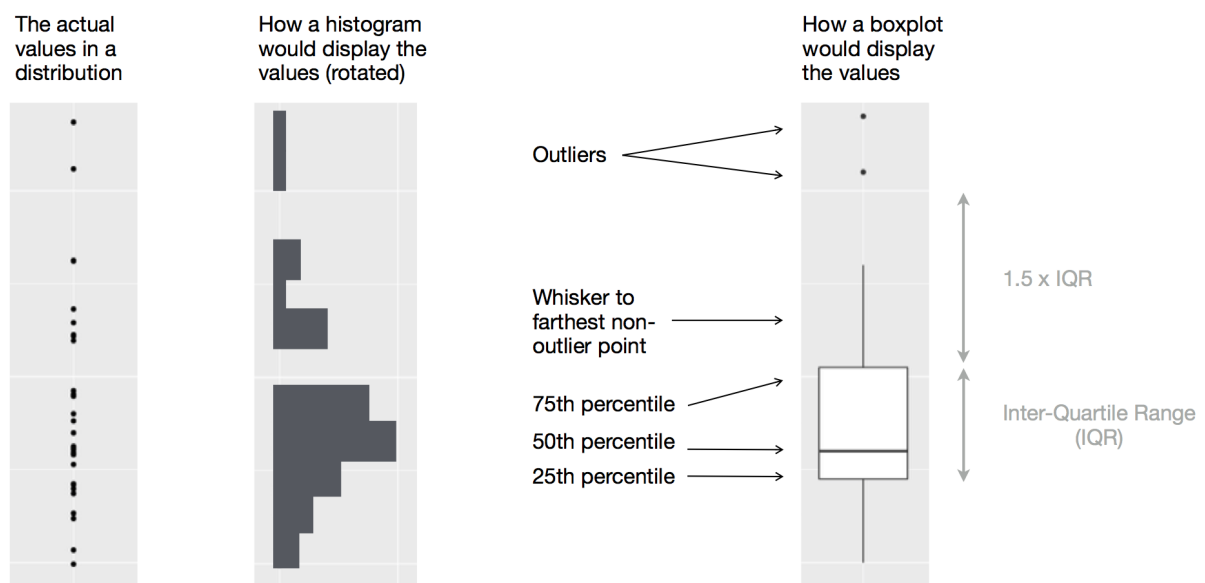 The actual
values in a
distribution
How a histogram
would display the
values (rotated)
How a boxplot
would display
the values
Outliers
1.5 x IQR
Whisker to
farthest non-
outlier point
75th percentile
50th percentile
25th percentile
Inter-Quartile Range
(IQR)